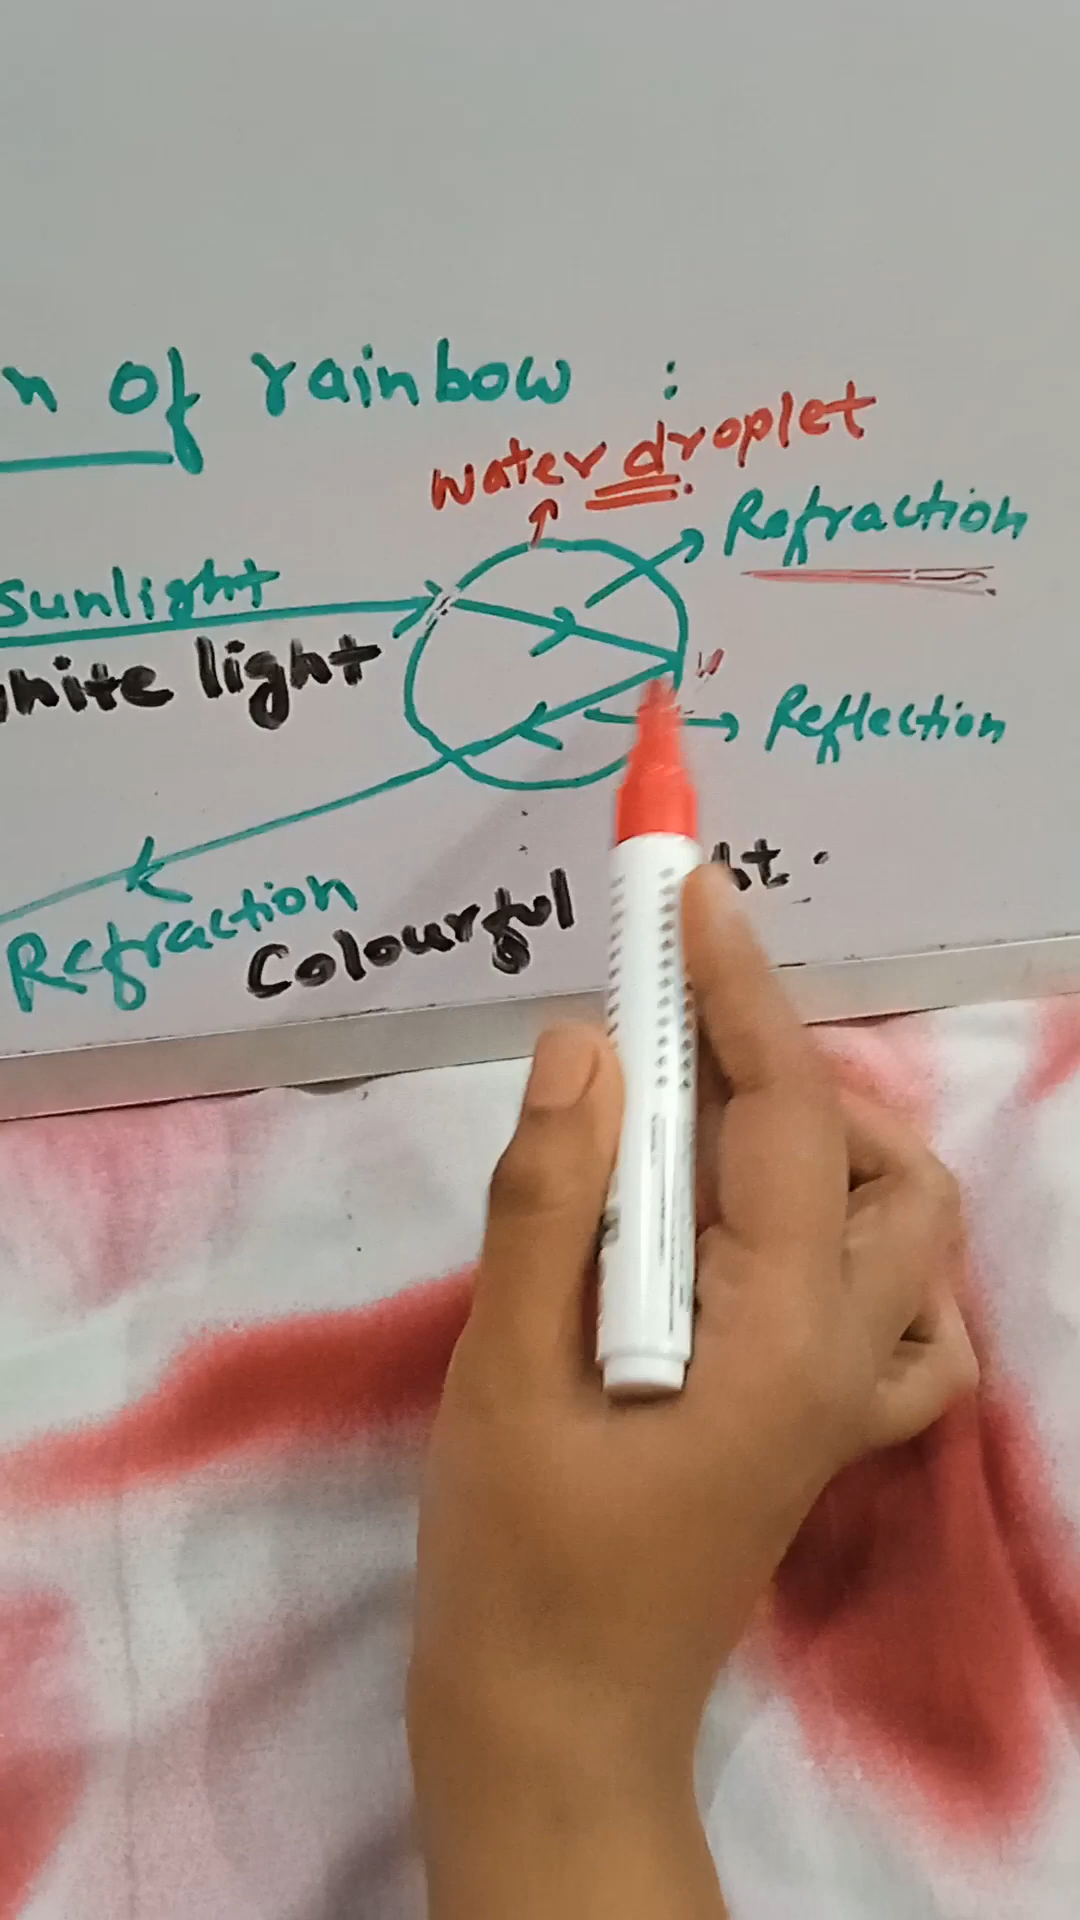 n of rainbow :
water droplet
Refraction
sunlight
white light
Reflection
Refraction
Colourful